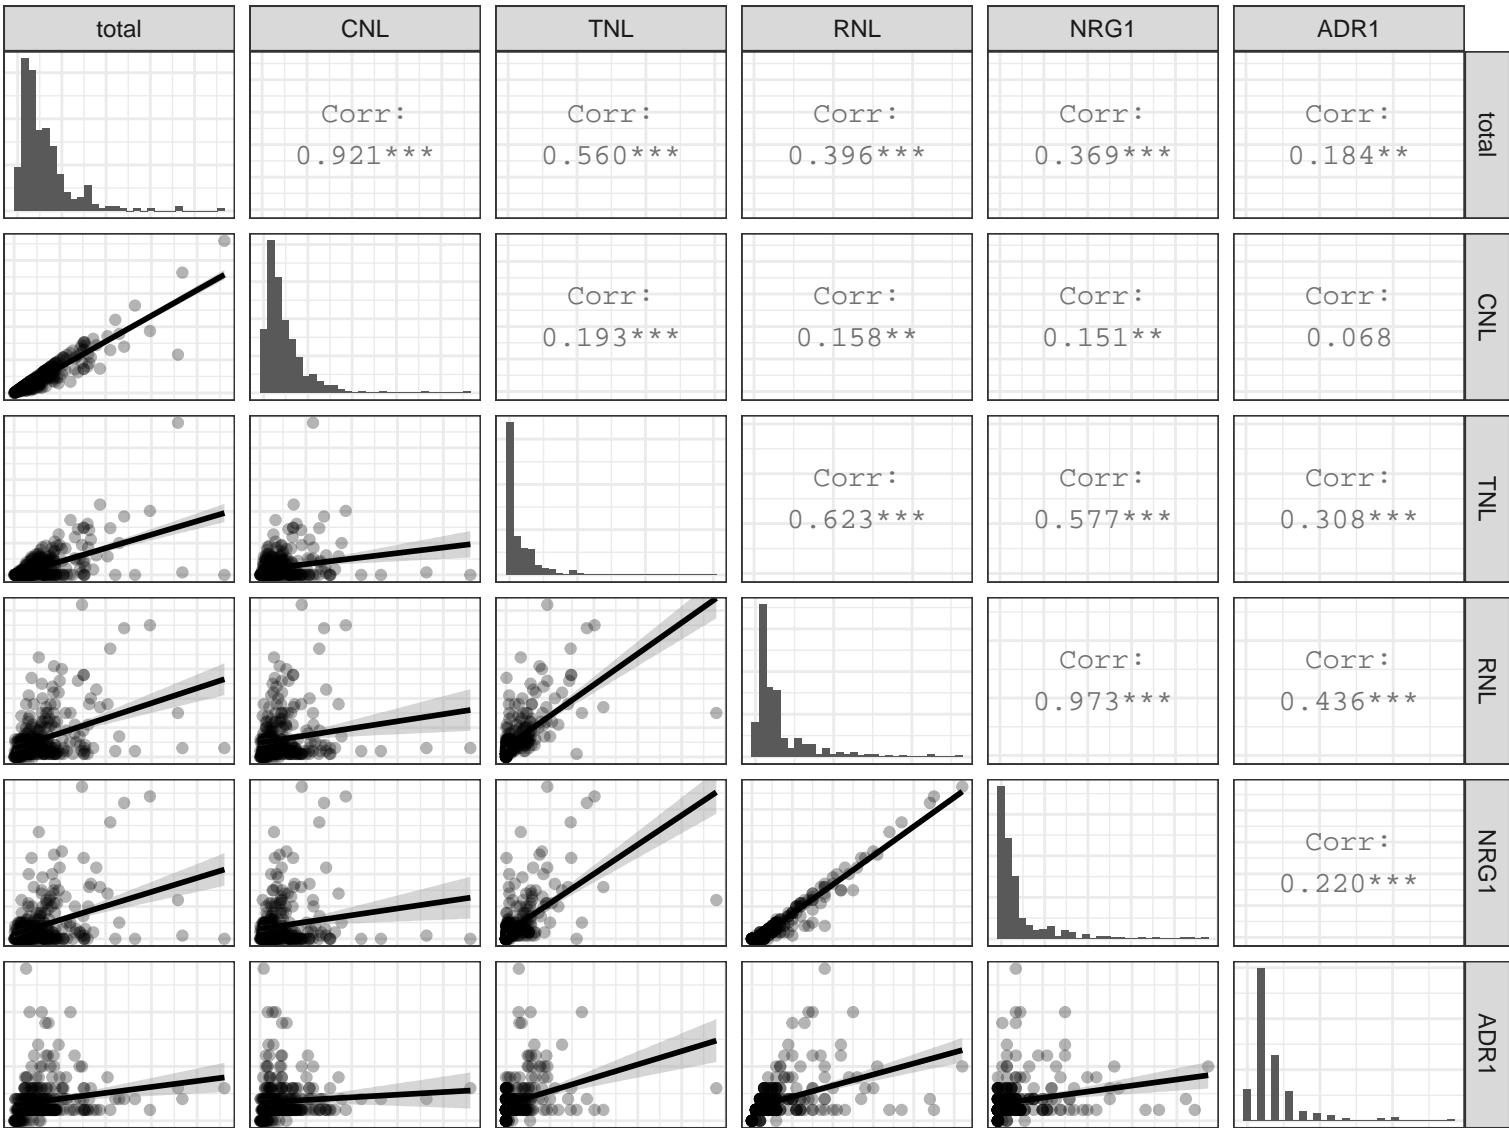 total
CNL
TNL
RNL
NRG1
ADR1
Corr:
0.921***
Corr:
0.560***
Corr:
0.396***
Corr:
0.369***
Corr:
0.184**
total
Corr:
0.193***
Corr:
0.158**
Corr:
0.151**
Corr:
0.068
CNL
Corr:
0.623***
Corr:
0.577***
Corr:
0.308***
TNL
Corr:
0.973***
Corr:
0.436***
RNL
Corr:
0.220***
NRG1
ADR1